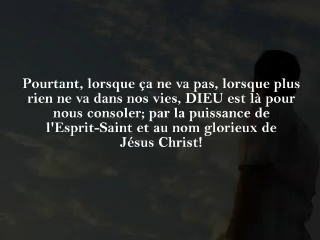 Pourtant, lorsque ça ne va pas, lorsque plus
rien ne va dans nos vies, DIEU est là pour
nous consoler; par la puissance de
l'Esprit-Saint et au nom glorieux de
Jésus Christ!